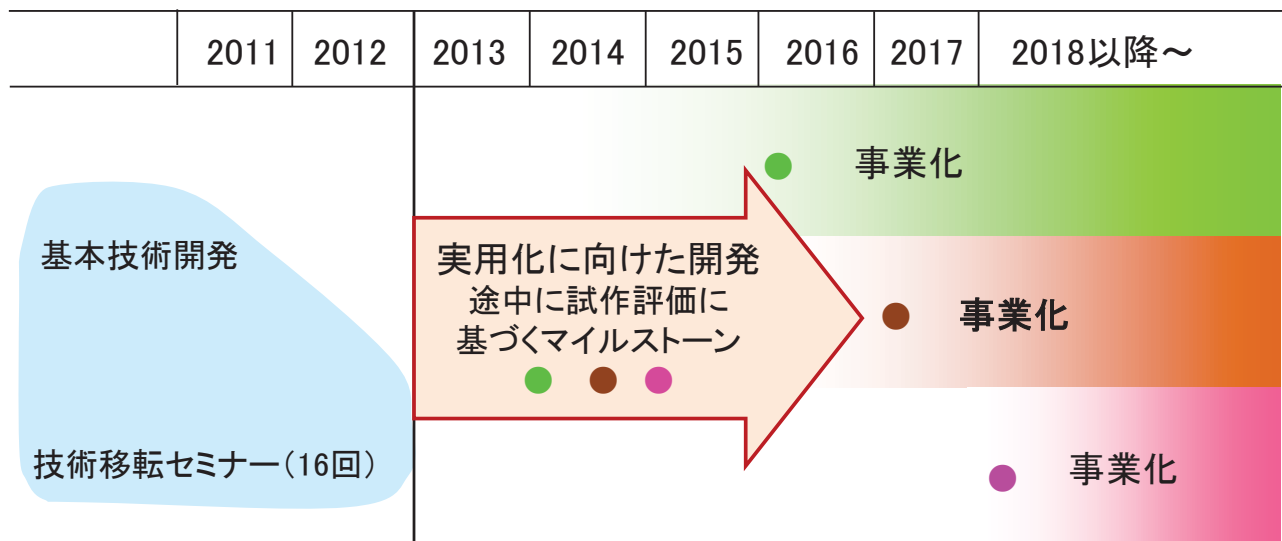 2011 2012 2013 2014 2015 2016 2017 2018以降～
事業化
基本技術開発
実用化に向けた開発
途中に試作評価に
基づくマイルストーン
事業化
技術移転セミナー（16回）
事業化